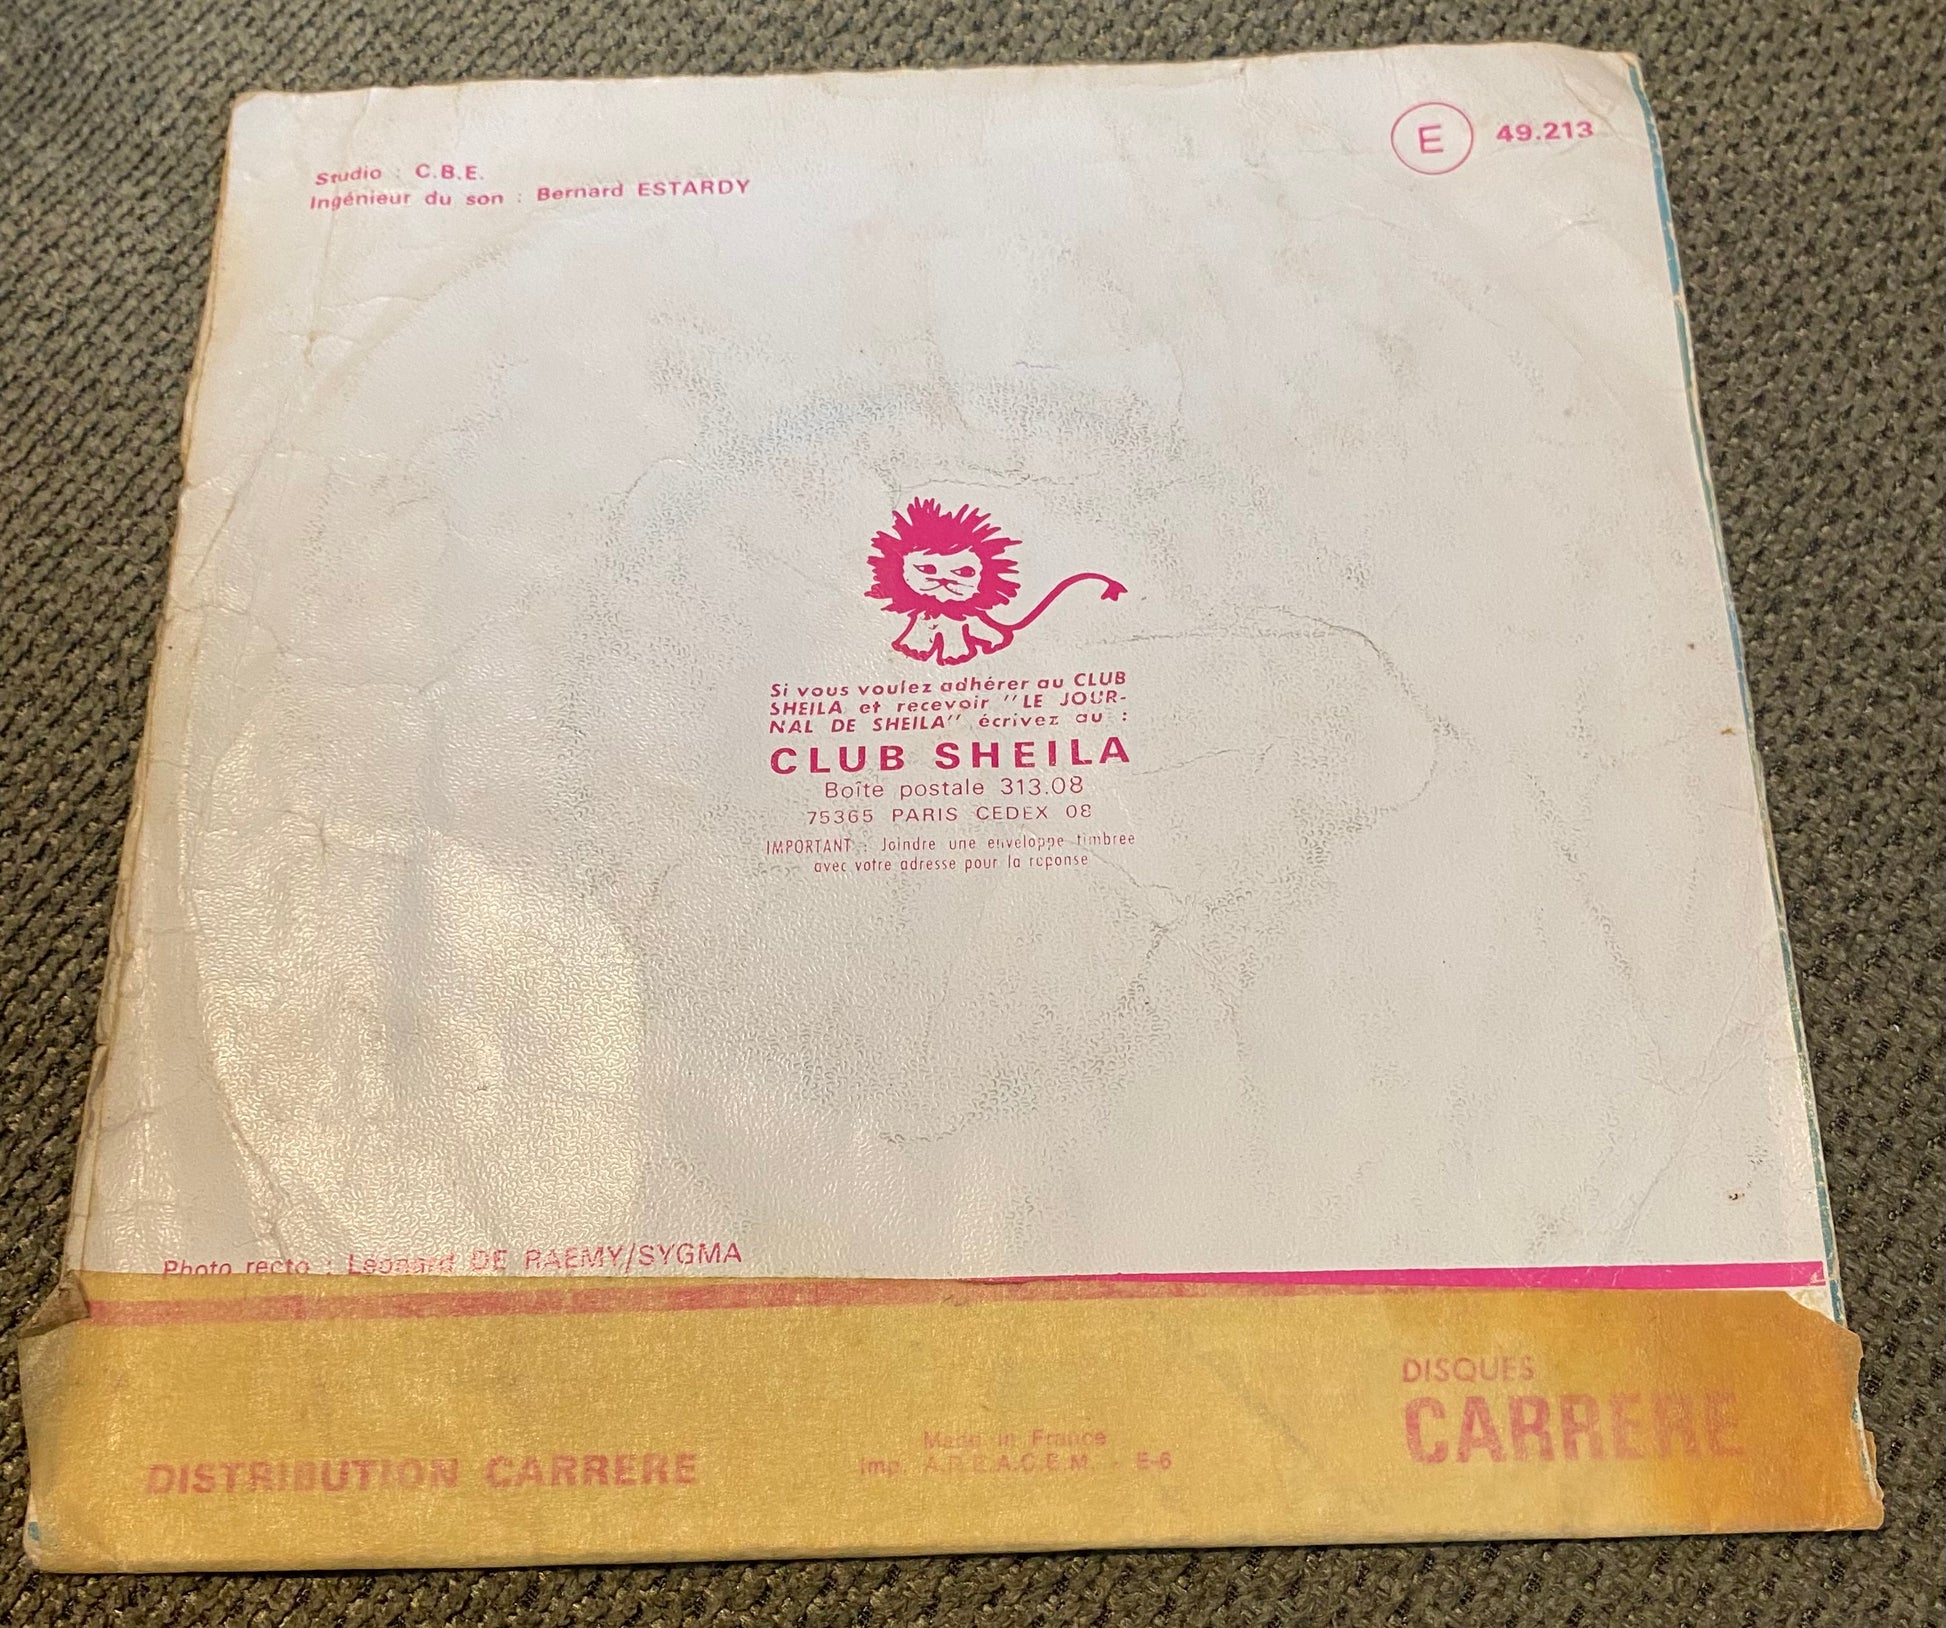 Studio : C.B.E.
Ingénieur du son : Bernard ESTARDY
E 49.213
Si vous voulez adhérer au CLUB
SHEILA et recevoir "LE JOUR-
NAL DE SHEILA" écrivez au :
CLUB SHEILA
Boîte postale 313.08
75365 PARIS CEDEX 08
IMPORTANT : Joindre une enveloppe timbrée
avec votre adresse pour la réponse
Photo recto : Leonard DE RAEMY/SYGMA
DISQUES
CARRERE
Made in France
Imp. A.R.E.A.C.E.M. - E-6
DISTRIBUTION CARRERE